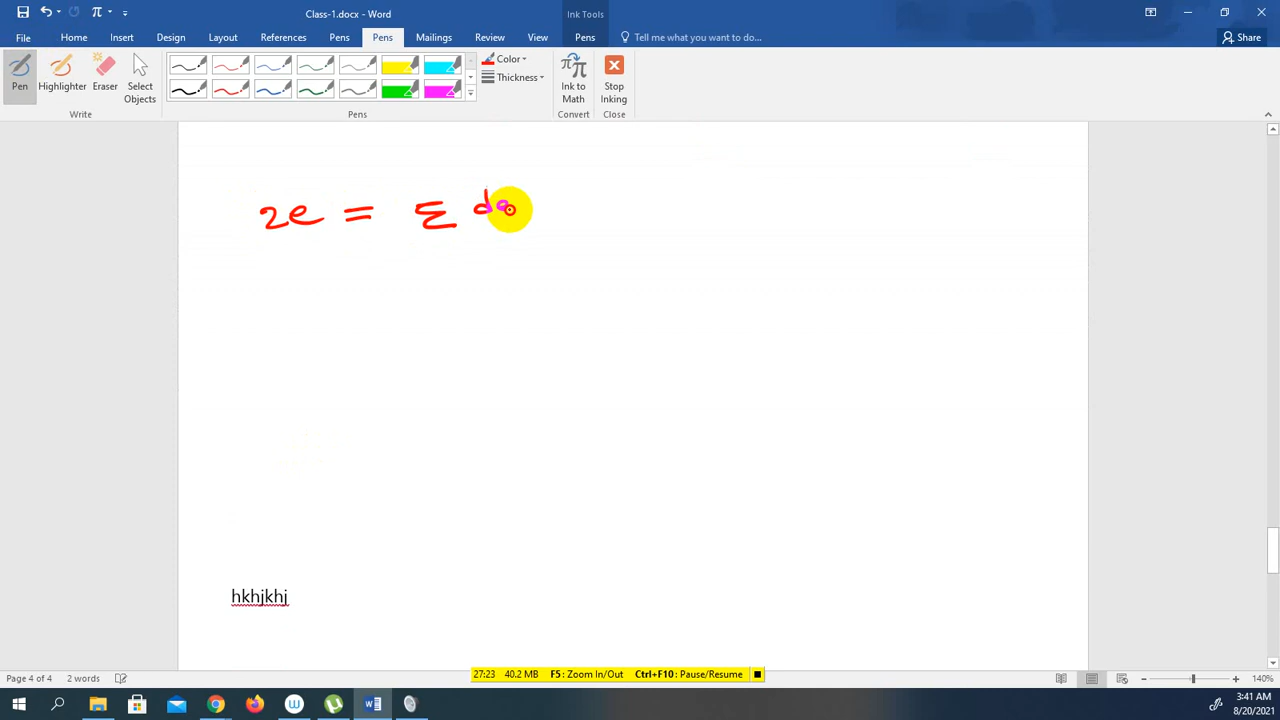 Class-1.docx - Word
Ink Tools
File Home Insert Draw Design Layout References Pens Pens Mailings Review View Pens Tell me what you want to do... Share
Pen Highlighter Eraser Select Objects
Color
Thickness
Ink to Math
Stop Inking
Write Pens Convert Close
2e = Σ de
hkhjkhj
27:23 40.2 MB F5: Zoom In/Out Ctrl+F10: Pause/Resume
Page 4 of 4 2 words 140%
3:41 AM
8/20/2021